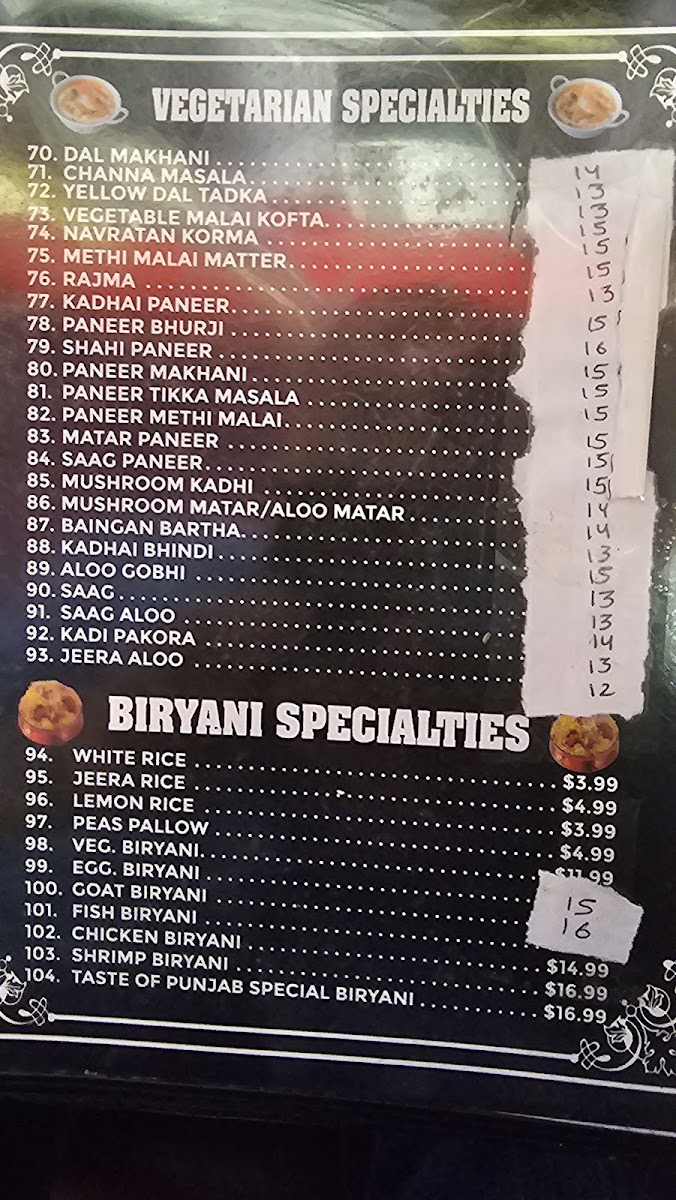 VEGETARIAN SPECIALTIES
70. DAL MAKHANI 14
71. CHANNA MASALA 13
72. YELLOW DAL TADKA 13
73. VEGETABLE MALAI KOFTA 15
74. NAVRATAN KORMA 15
75. METHI MALAI MATTER 15
76. RAJMA 13
77. KADHAI PANEER 15
78. PANEER BHURJI 16
79. SHAHI PANEER 15
80. PANEER MAKHANI 15
81. PANEER TIKKA MASALA 15
82. PANEER METHI MALAI 15
83. MATAR PANEER 15
84. SAAG PANEER 15
85. MUSHROOM KADHI 14
86. MUSHROOM MATAR/ALOO MATAR 14
87. BAINGAN BARTHA 13
88. KADHAI BHINDI 15
89. ALOO GOBHI 13
90. SAAG 13
91. SAAG ALOO 14
92. KADI PAKORA 13
93. JEERA ALOO 12
BIRYANI SPECIALTIES
94. WHITE RICE $3.99
95. JEERA RICE $4.99
96. LEMON RICE $3.99
97. PEAS PALLOW $4.99
98. VEG. BIRYANI $11.99
99. EGG. BIRYANI 15
100. GOAT BIRYANI 16
101. FISH BIRYANI
102. CHICKEN BIRYANI $14.99
103. SHRIMP BIRYANI $16.99
104. TASTE OF PUNJAB SPECIAL BIRYANI $16.99